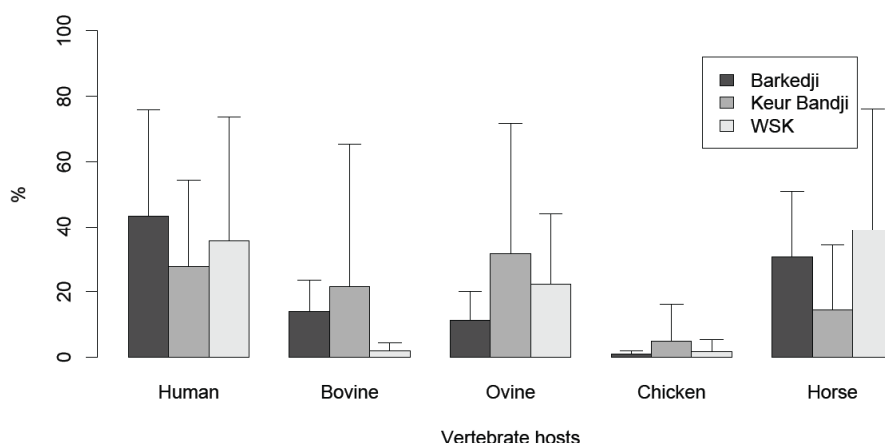 100
80
60
40
20
0
%
Barkedji
Keur Bandji
WSK
Human Bovine Ovine Chicken Horse
Vertebrate hosts